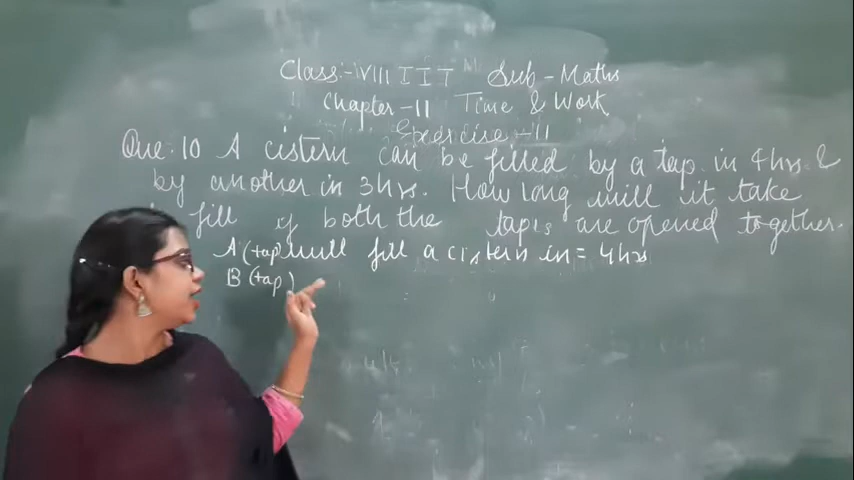 Class:-VIII III Sub-Maths
Chapter-11 Time & Work
Exercise-11
Que:10 A cistern can be filled by a tap in 4hrs. &
by another in 3hrs. How long will it take
fill if both the taps are opened together.
A (tap) will fill a cistern in = 4hrs
B (tap)